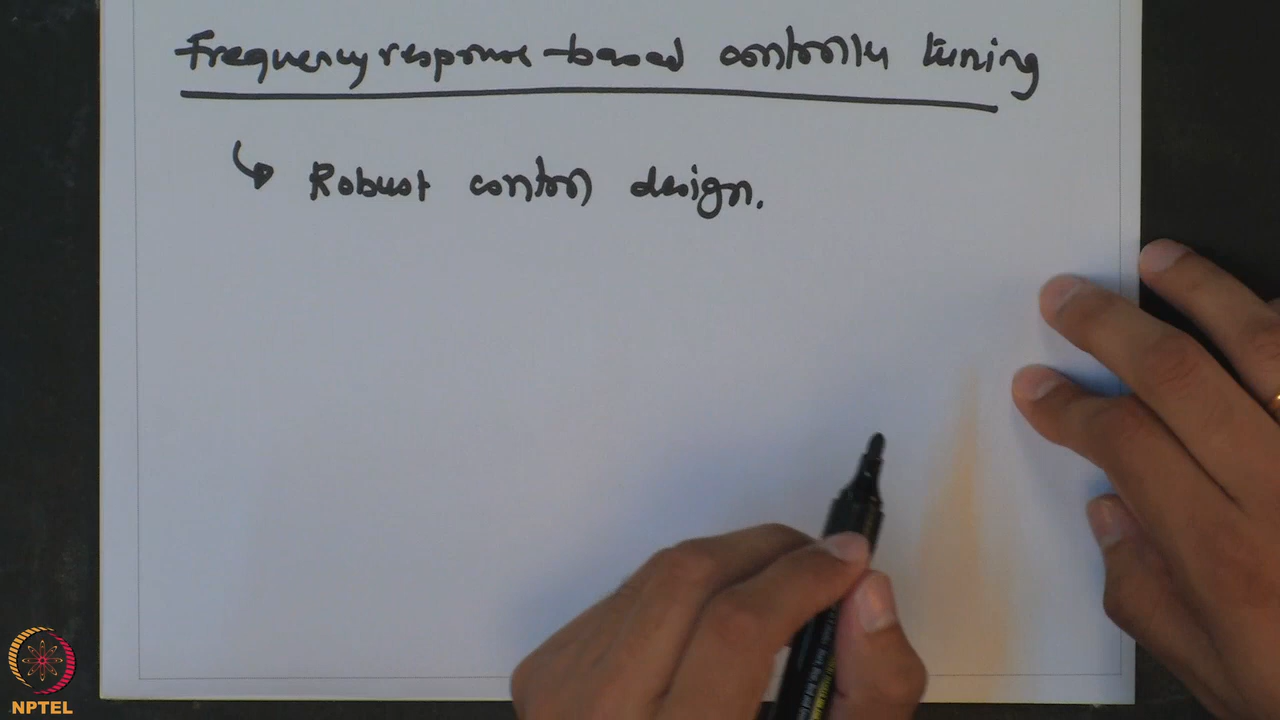 Frequency response-based controller tuning
↳ Robust control design.
NPTEL